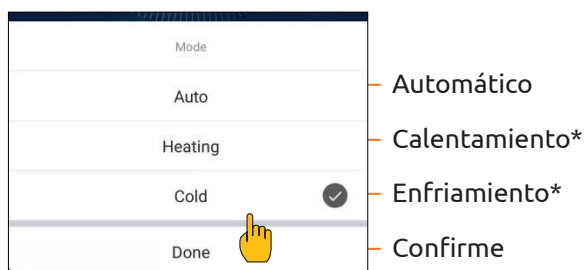 Mode
Auto
Automático
Heating
Calentamiento*
Cold
Enfriamiento*
Done
Confirme